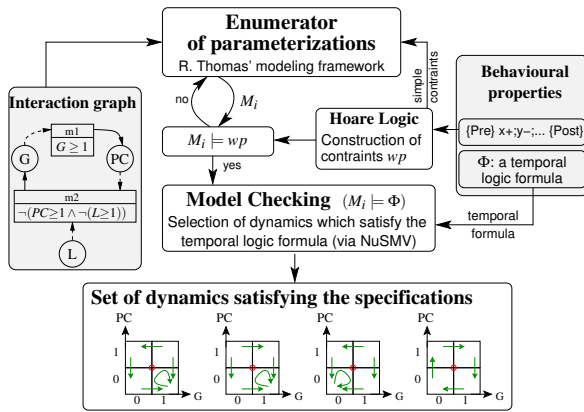 Enumerator
of parameterizations
R. Thomas' modeling framework
Interaction graph
m1
G ≥ 1
G
PC
m2
¬(PC≥1 ∧ ¬(L≥1))
L
no
M_i
M_i ⊨ wp
yes
simple
contraints
Hoare Logic
Construction of
contraints wp
Behavioural
properties
{Pre} x+;y−;... {Post}
Φ: a temporal
logic formula
Model Checking (M_i ⊨ Φ)
Selection of dynamics which satisfy the
temporal logic formula (via NuSMV)
temporal
formula
Set of dynamics satisfying the specifications
PC PC PC PC
1 1 1 1
0 0 0 0
0 1 G 0 1 G 0 1 G 0 1 G